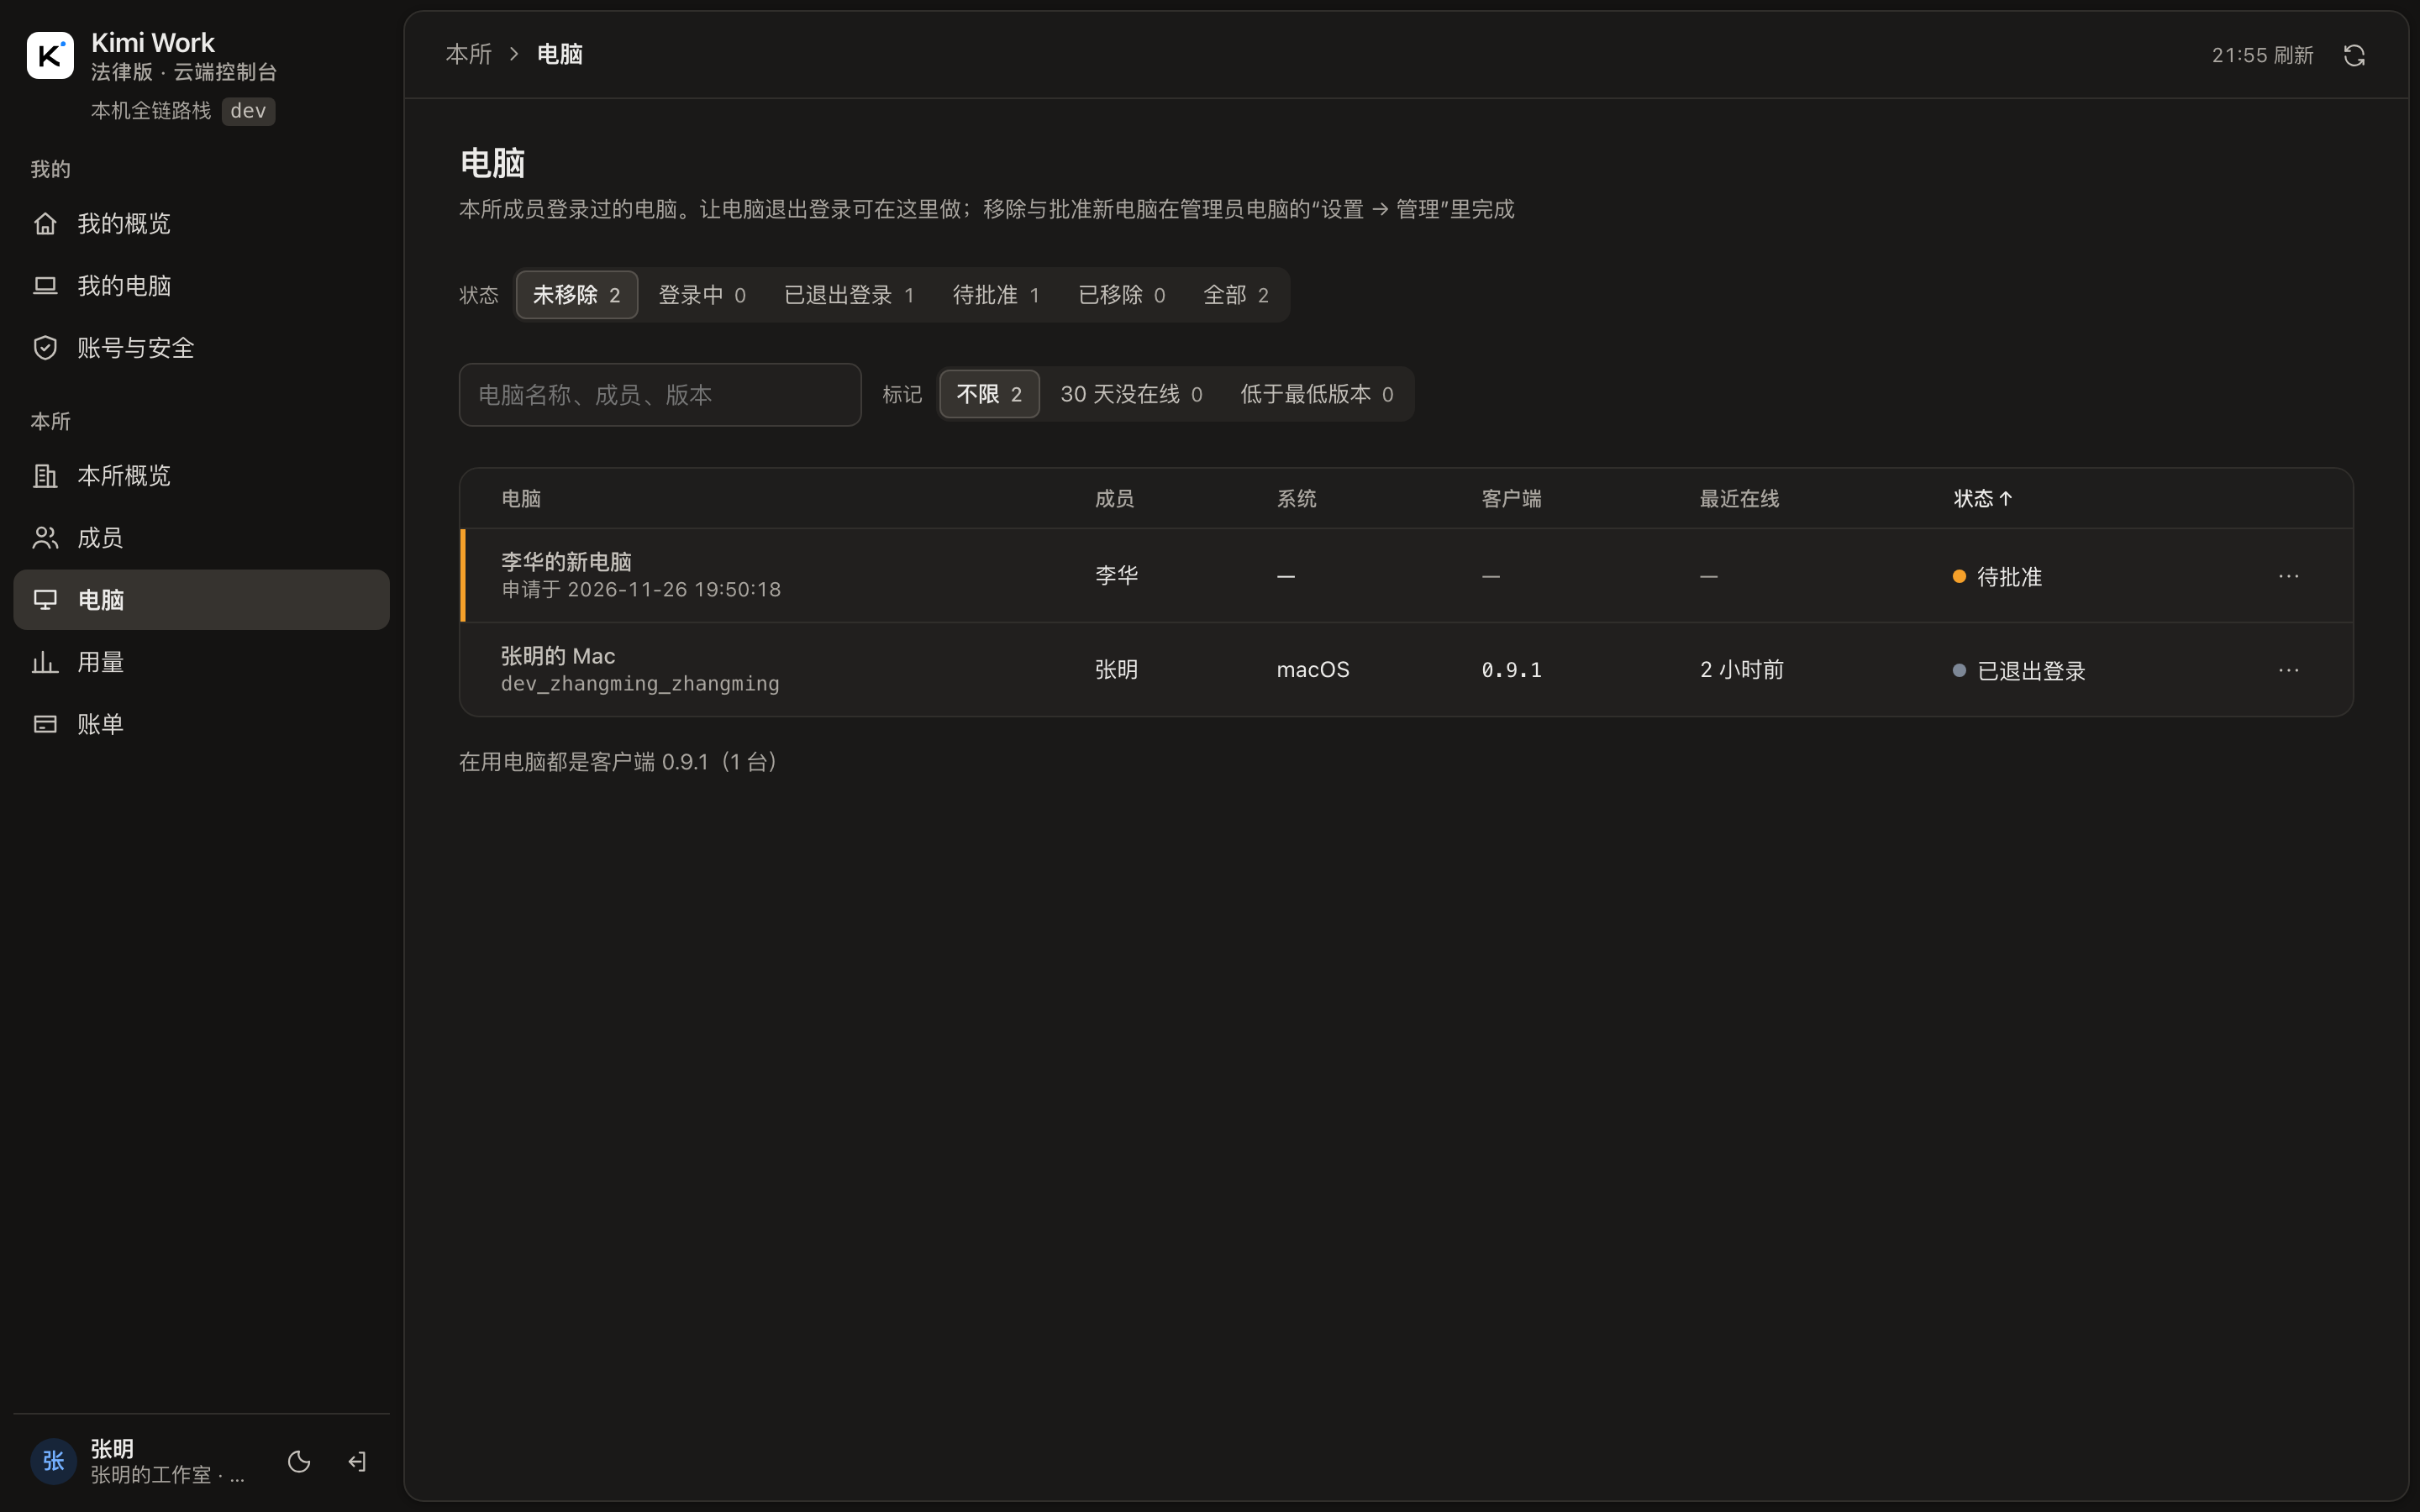 Kimi Work
法律版 · 云端控制台
本机全链路栈 dev
我的
我的概览
我的电脑
账号与安全
本所
本所概览
成员
电脑
用量
账单
张
张明
张明的工作室 · ...
本所 > 电脑
21:55 刷新
电脑
本所成员登录过的电脑。让电脑退出登录可在这里做；移除与批准新电脑在管理员电脑的“设置 → 管理”里完成
状态 未移除 2 登录中 0 已退出登录 1 待批准 1 已移除 0 全部 2
电脑名称、成员、版本 标记 不限 2 30 天没在线 0 低于最低版本 0
电脑 成员 系统 客户端 最近在线 状态 ↑
李华的新电脑
申请于 2026-11-26 19:50:18
李华 — — — 待批准 ···
张明的 Mac
dev_zhangming_zhangming
张明 macOS 0.9.1 2 小时前 已退出登录 ···
在用电脑都是客户端 0.9.1（1 台）